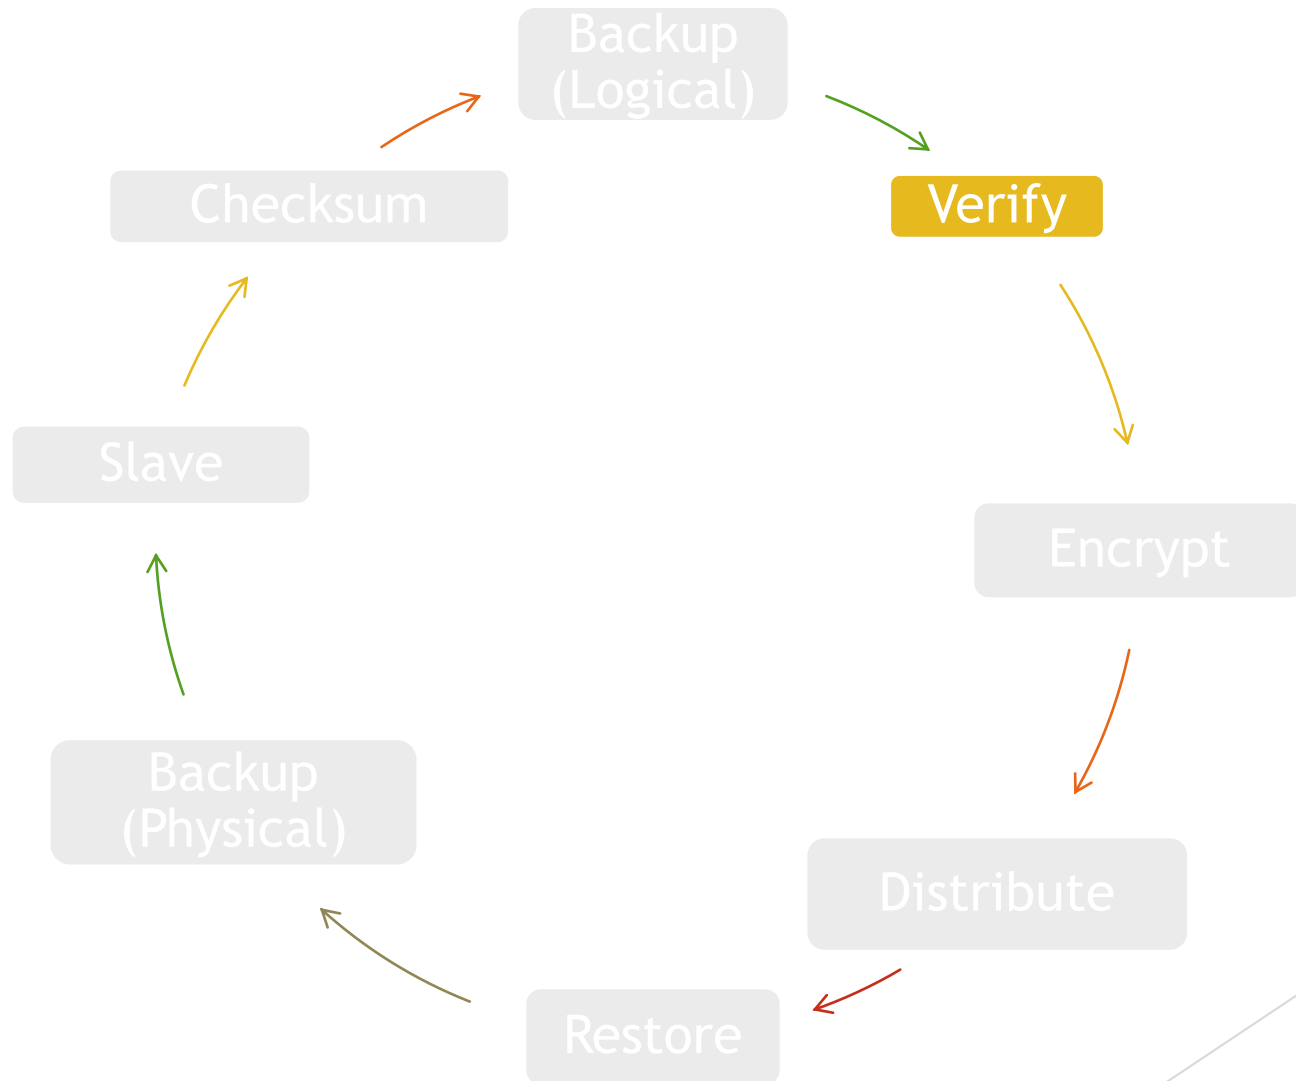 Backup
(Logical)
Verify
Encrypt
Distribute
Restore
Backup
(Physical)
Slave
Checksum